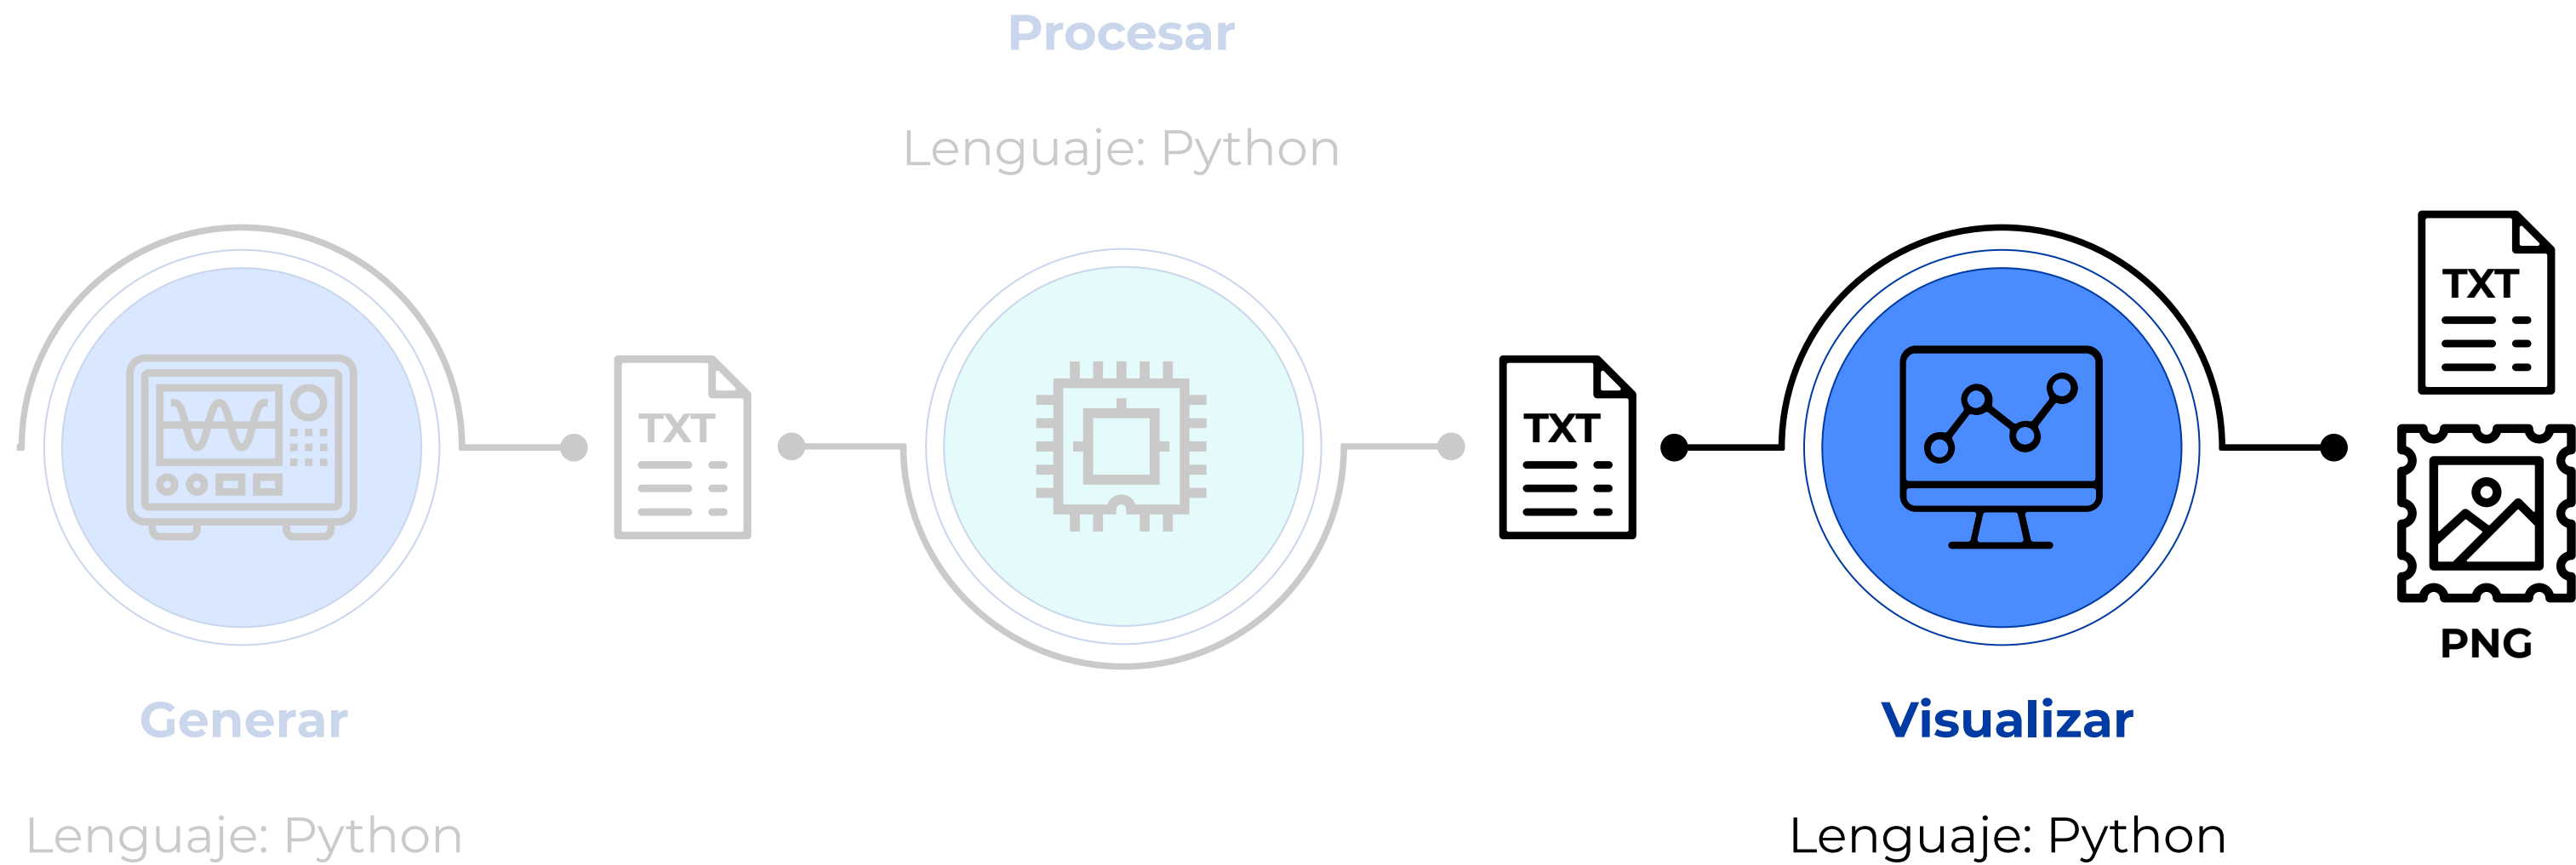 Procesar
Lenguaje: Python
TXT
TXT
TXT
PNG
Generar
Visualizar
Lenguaje: Python
Lenguaje: Python